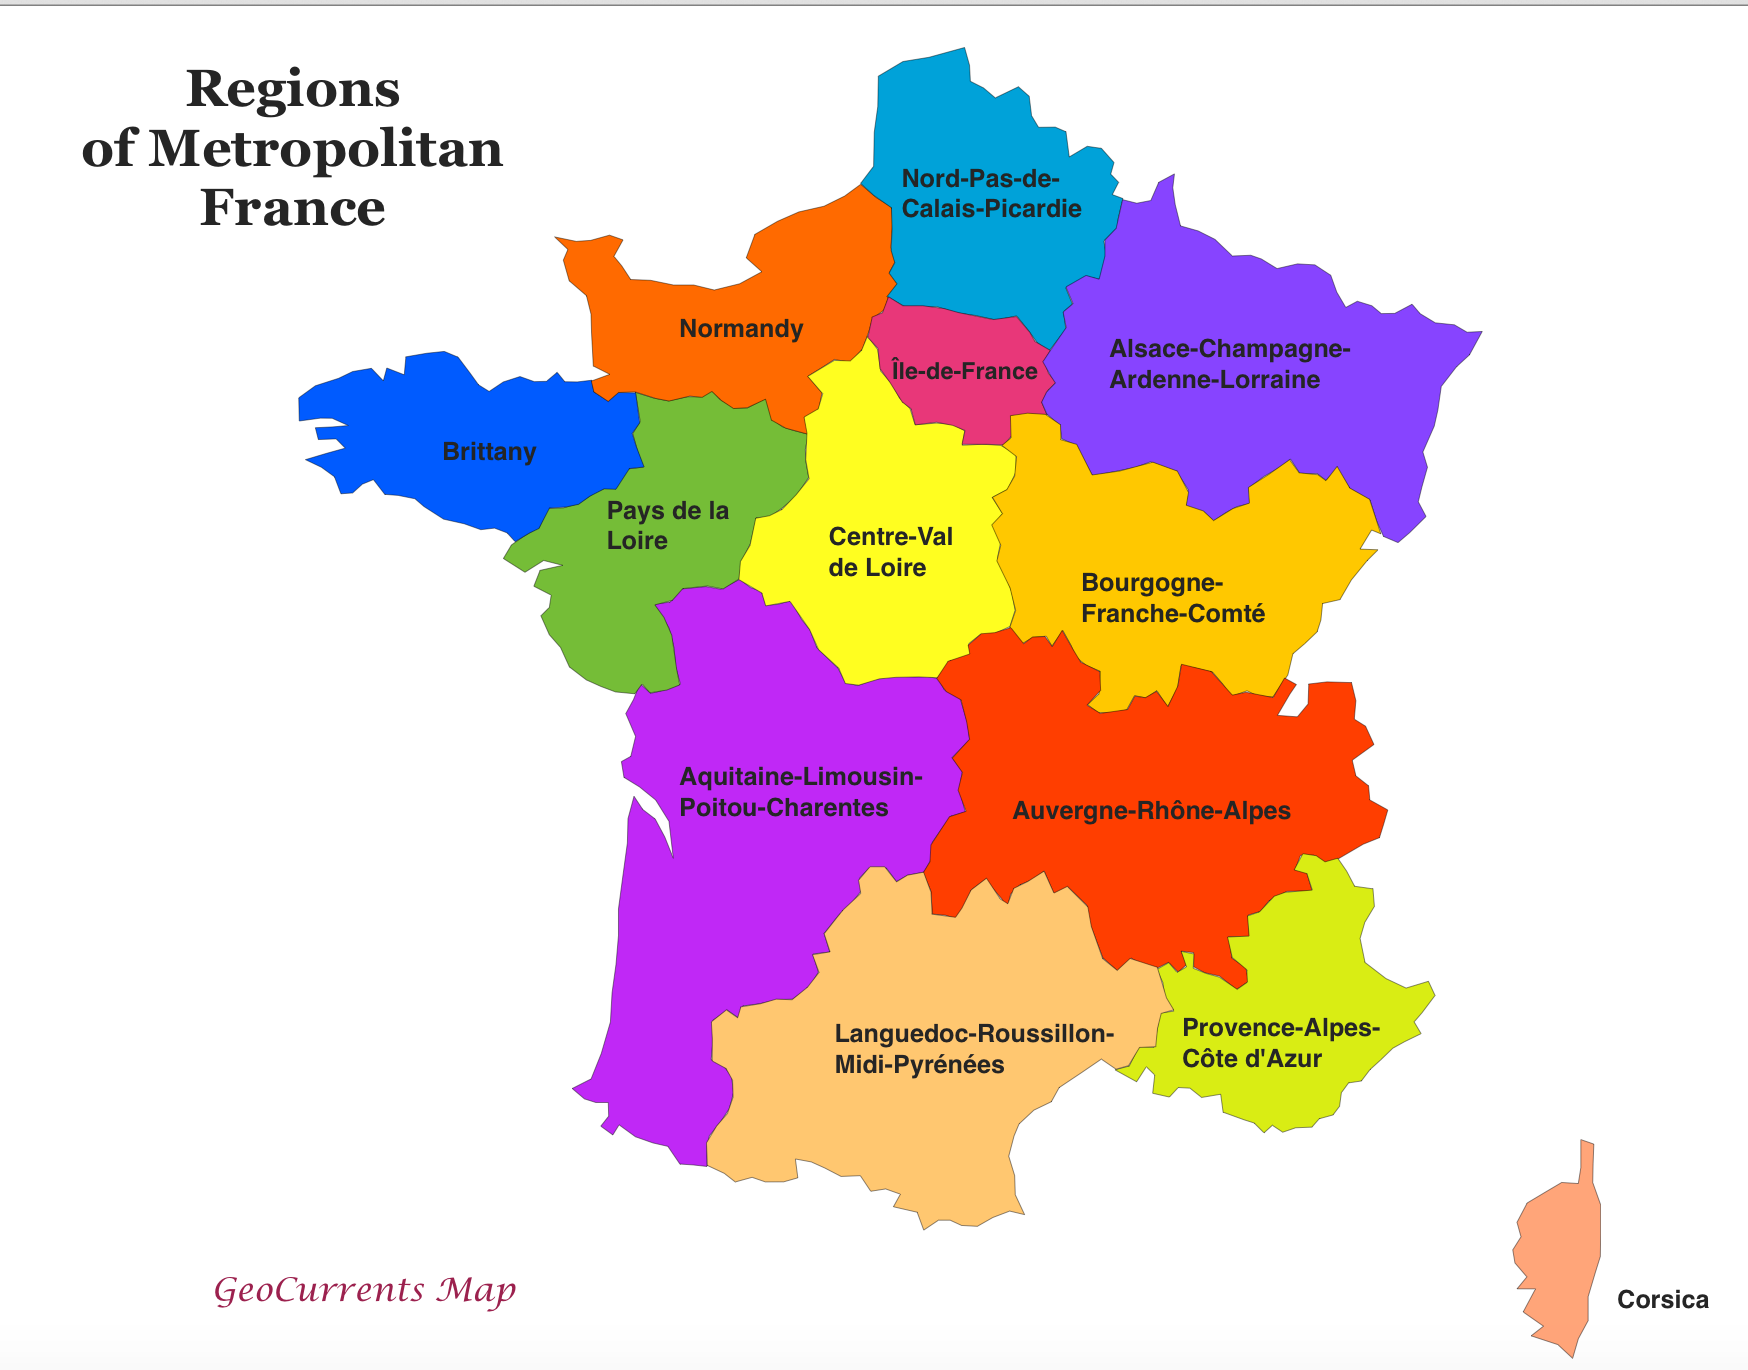 Regions
of Metropolitan
France
Nord-Pas-de-
Calais-Picardie
Normandy
Île-de-France
Alsace-Champagne-
Ardenne-Lorraine
Brittany
Pays de la
Loire
Centre-Val
de Loire
Bourgogne-
Franche-Comté
Aquitaine-Limousin-
Poitou-Charentes
Auvergne-Rhône-Alpes
Languedoc-Roussillon-
Midi-Pyrénées
Provence-Alpes-
Côte d'Azur
GeoCurrents Map
Corsica